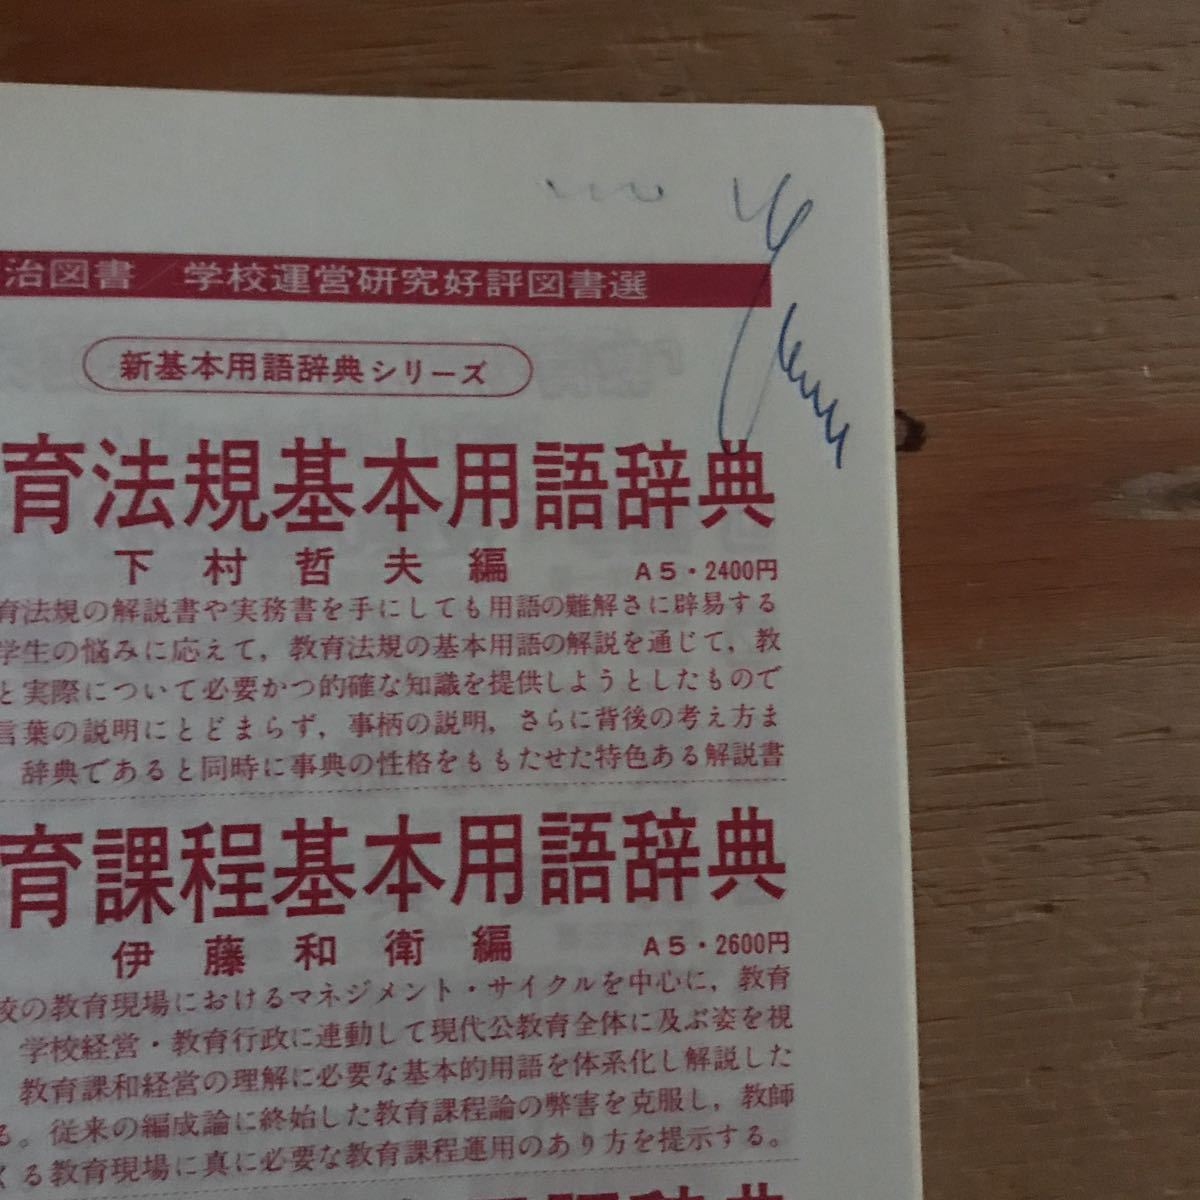 治図書 学校運営研究好評図書選
新基本用語辞典シリーズ
育法規基本用語辞典
下村哲夫編 A5・2400円
育法規の解説書や実務書を手にしても用語の難解さに辟易する
学生の悩みに応えて，教育法規の基本用語の解説を通じて，教
と実際について必要かつ的確な知識を提供しようとしたもので
言葉の説明にとどまらず，事柄の説明，さらに背後の考え方ま
辞典であると同時に事典の性格をももたせた特色ある解説書
育課程基本用語辞典
伊藤和衛編 A5・2600円
校の教育現場におけるマネジメント・サイクルを中心に，教育
学校経営・教育行政に連動して現代公教育全体に及ぶ姿を視
教育課和経営の理解に必要な基本的用語を体系化し解説した
る。従来の編成論に終始した教育課程論の弊害を克服し，教師
くる教育現場に真に必要な教育課程運用のあり方を提示する。